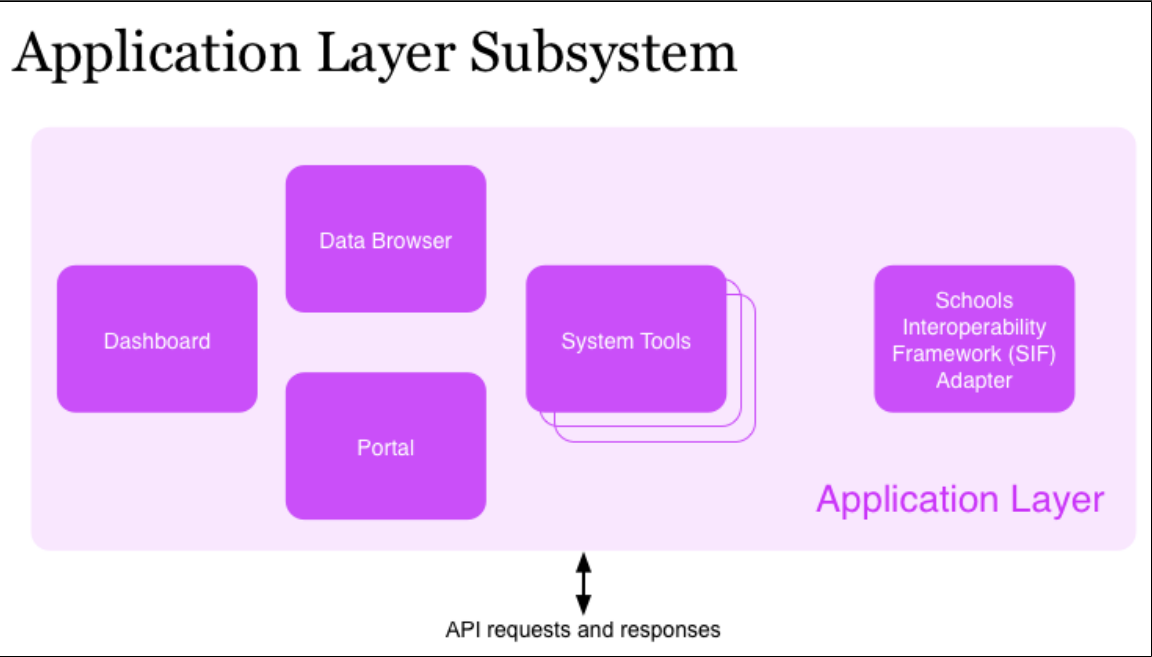 Application Layer Subsystem
Data Browser
Dashboard
System Tools
Schools
Interoperability
Framework (SIF)
Adapter
Portal
Application Layer
API requests and responses